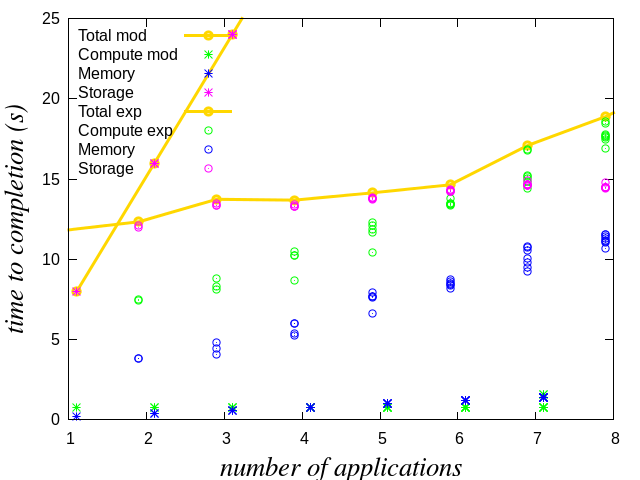 25
20
15
10
5
0
time to completion (s)
Total mod
Compute mod
Memory
Storage
Total exp
Compute exp
Memory
Storage
1 2 3 4 5 6 7 8
number of applications